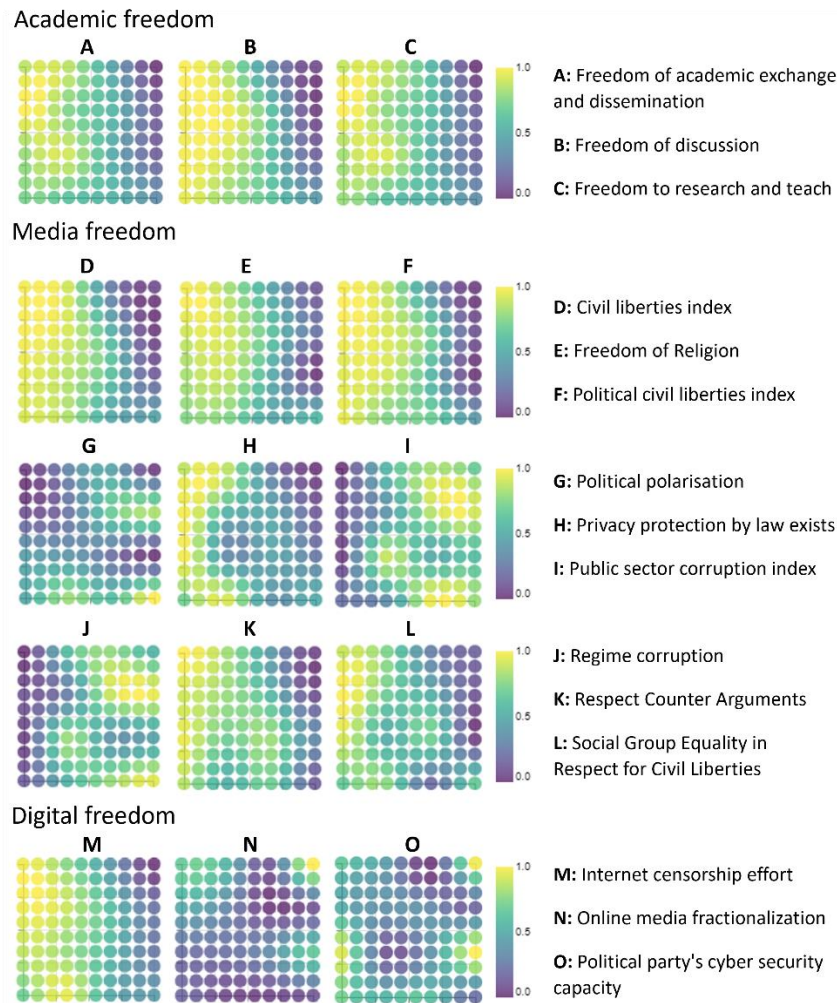 Academic freedom
A
B
C
1.0
0.5
0.0
A: Freedom of academic exchange
and dissemination
B: Freedom of discussion
C: Freedom to research and teach
Media freedom
D
E
F
1.0
0.5
0.0
D: Civil liberties index
E: Freedom of Religion
F: Political civil liberties index
G
H
I
1.0
0.5
0.0
G: Political polarisation
H: Privacy protection by law exists
I: Public sector corruption index
J
K
L
1.0
0.5
0.0
J: Regime corruption
K: Respect Counter Arguments
L: Social Group Equality in
Respect for Civil Liberties
Digital freedom
M
N
O
1.0
0.5
0.0
M: Internet censorship effort
N: Online media fractionalization
O: Political party's cyber security
capacity